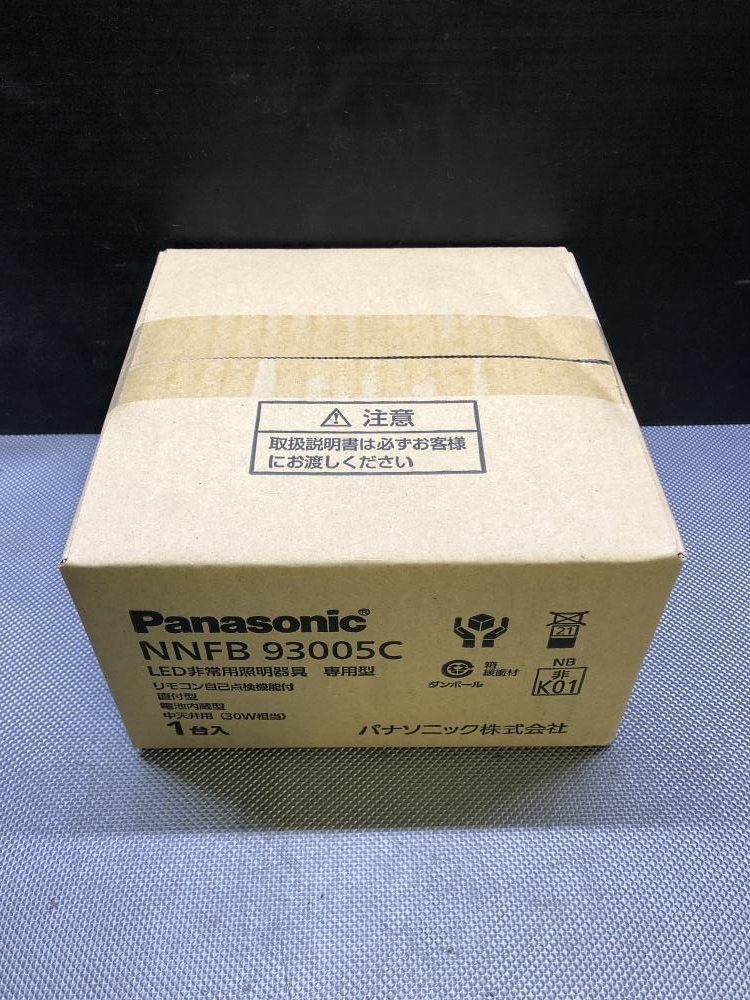 ⚠ 注意
取扱説明書は必ずお客様
にお渡しください
Panasonic®
NNFB 93005C
LED非常用照明器具 専用型
リモコン自己点検機能付
直付型
電池内蔵型
中天井用 (30W相当)
1台入
21
箱
緩衝材
ダンボール
NB
非
K01
パナソニック株式会社